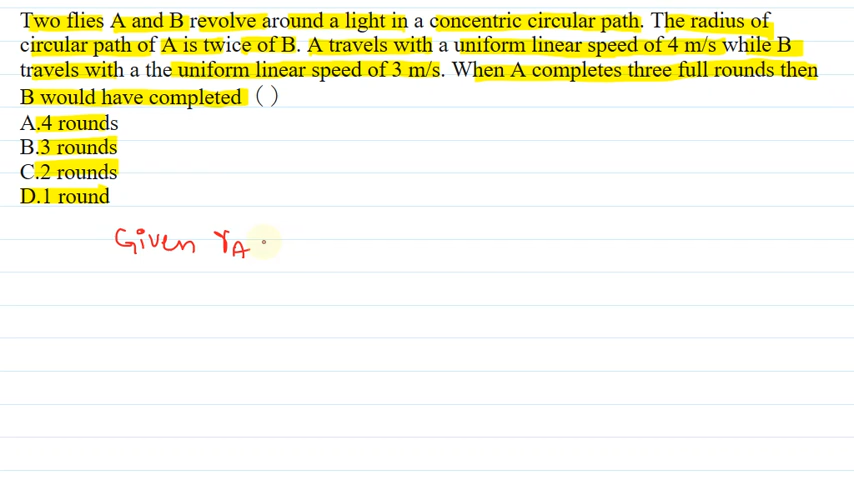 Two flies A and B revolve around a light in a concentric circular path. The radius of
circular path of A is twice of B. A travels with a uniform linear speed of 4 m/s while B
travels with a the uniform linear speed of 3 m/s. When A completes three full rounds then
B would have completed ( )
A.4 rounds
B.3 rounds
C.2 rounds
D.1 round
Given r_A